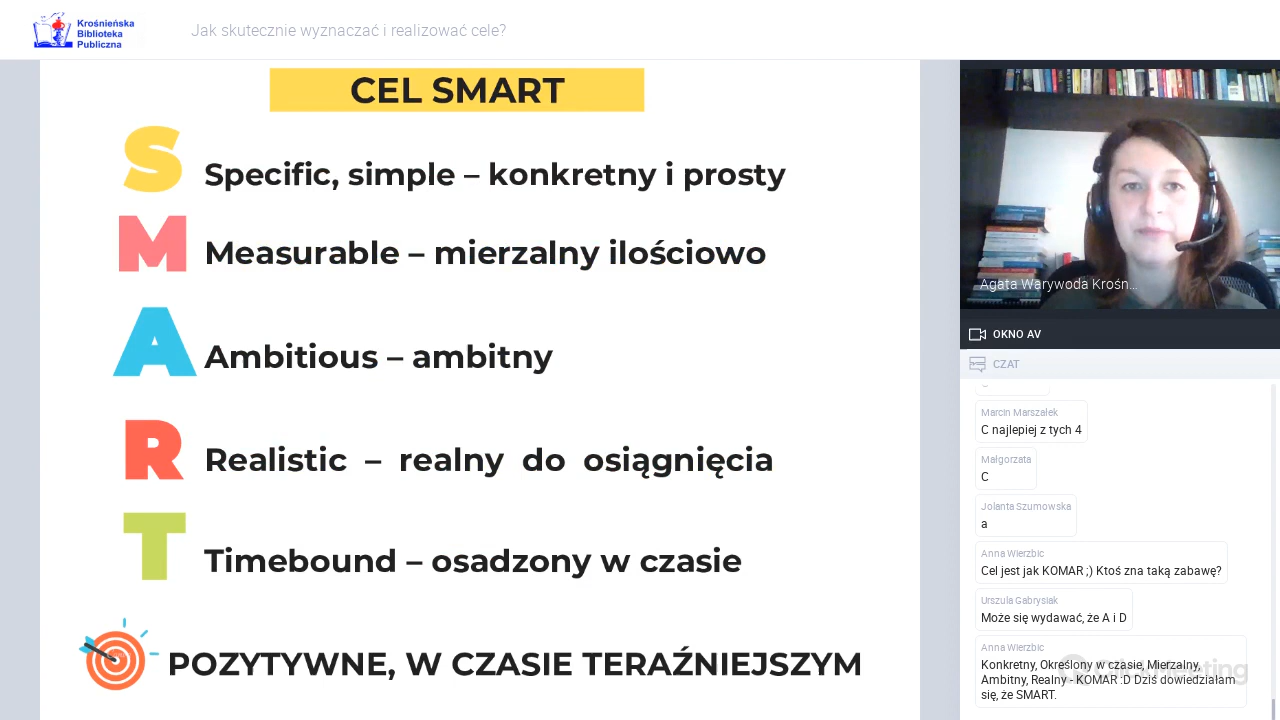 Krośnieńska
Biblioteka
Publiczna
Jak skutecznie wyznaczać i realizować cele?
CEL SMART
S
Specific, simple – konkretny i prosty
M
Measurable – mierzalny ilościowo
A
Ambitious – ambitny
R
Realistic – realny do osiągnięcia
T
Timebound – osadzony w czasie
POZYTYWNE, W CZASIE TERAŹNIEJSZYM
Agata Warywoda Krośn...
OKNO AV
CZAT
Marcin Marszałek
C najlepiej z tych 4
Małgorzata
C
Jolanta Szumowska
a
Anna Wierzbic
Cel jest jak KOMAR ;) Ktoś zna taką zabawę?
Urszula Gabrysiak
Może się wydawać, że A i D
Anna Wierzbic
Konkretny, Określony w czasie, Mierzalny,
Ambitny, Realny - KOMAR :D Dziś dowiedziałam
się, że SMART.